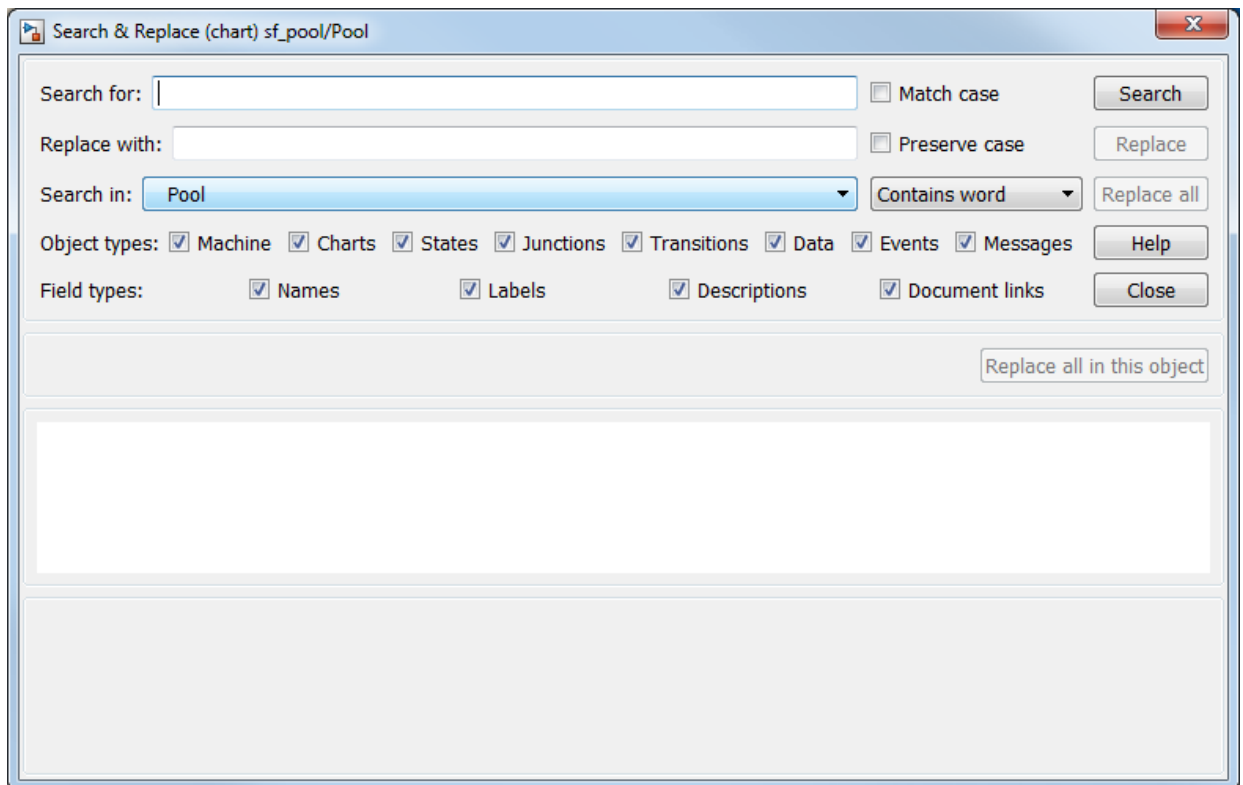 Search & Replace (chart) sf_pool/Pool
Search for: Match case Search
Replace with: Preserve case Replace
Search in: Pool Contains word Replace all
Object types: Machine Charts States Junctions Transitions Data Events Messages Help
Field types: Names Labels Descriptions Document links Close
Replace all in this object